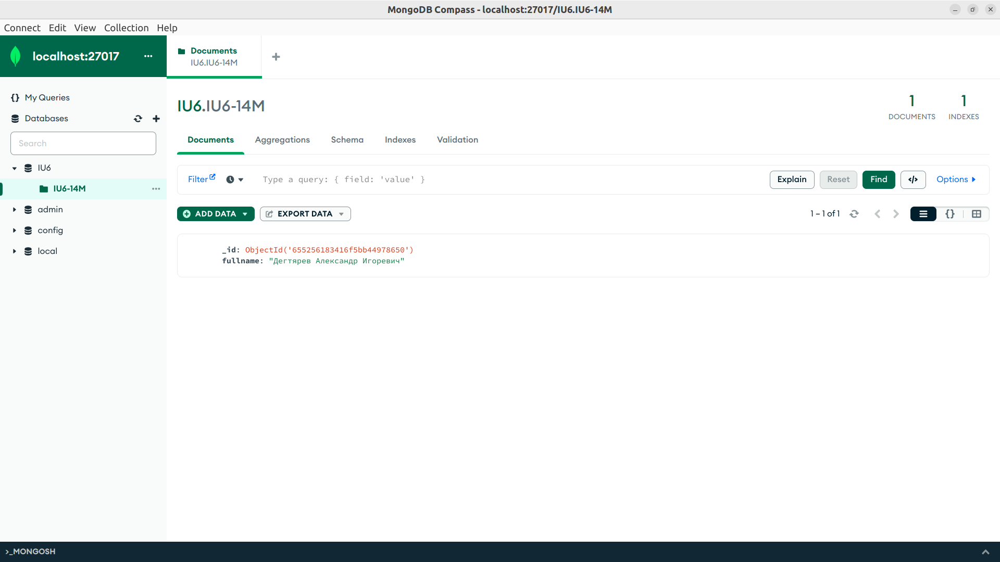 MongoDB Compass - localhost:27017/IU6.IU6-14M
Connect Edit View Collection Help
localhost:27017
Documents
IU6.IU6-14M
My Queries
Databases
Search
IU6
IU6-14M
admin
config
local
IU6.IU6-14M
1 DOCUMENTS
1 INDEXES
Documents Aggregations Schema Indexes Validation
Filter Type a query: { field: 'value' } Explain Reset Find </> Options
ADD DATA EXPORT DATA 1 – 1 of 1 {}
_id: ObjectId('655256183416f5bb44978650')
fullname: "Дегтярев Александр Игоревич"
>_MONGOSH